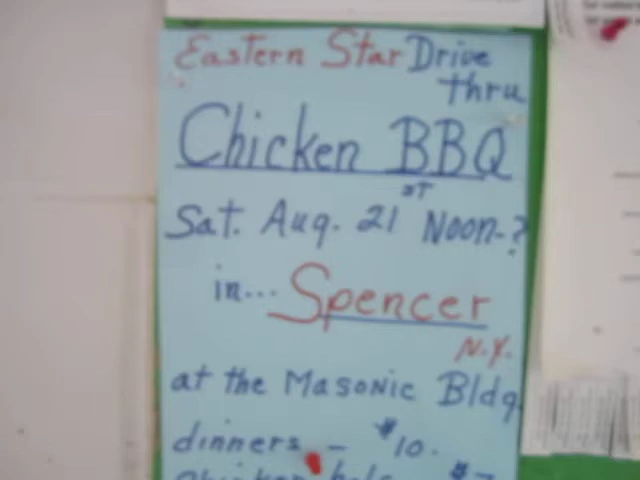 Eastern Star Drive
thru
Chicken BBQ
at
Sat. Aug. 21 Noon-?
in... Spencer
N.Y.
at the Masonic Bldg.
dinners - $10.